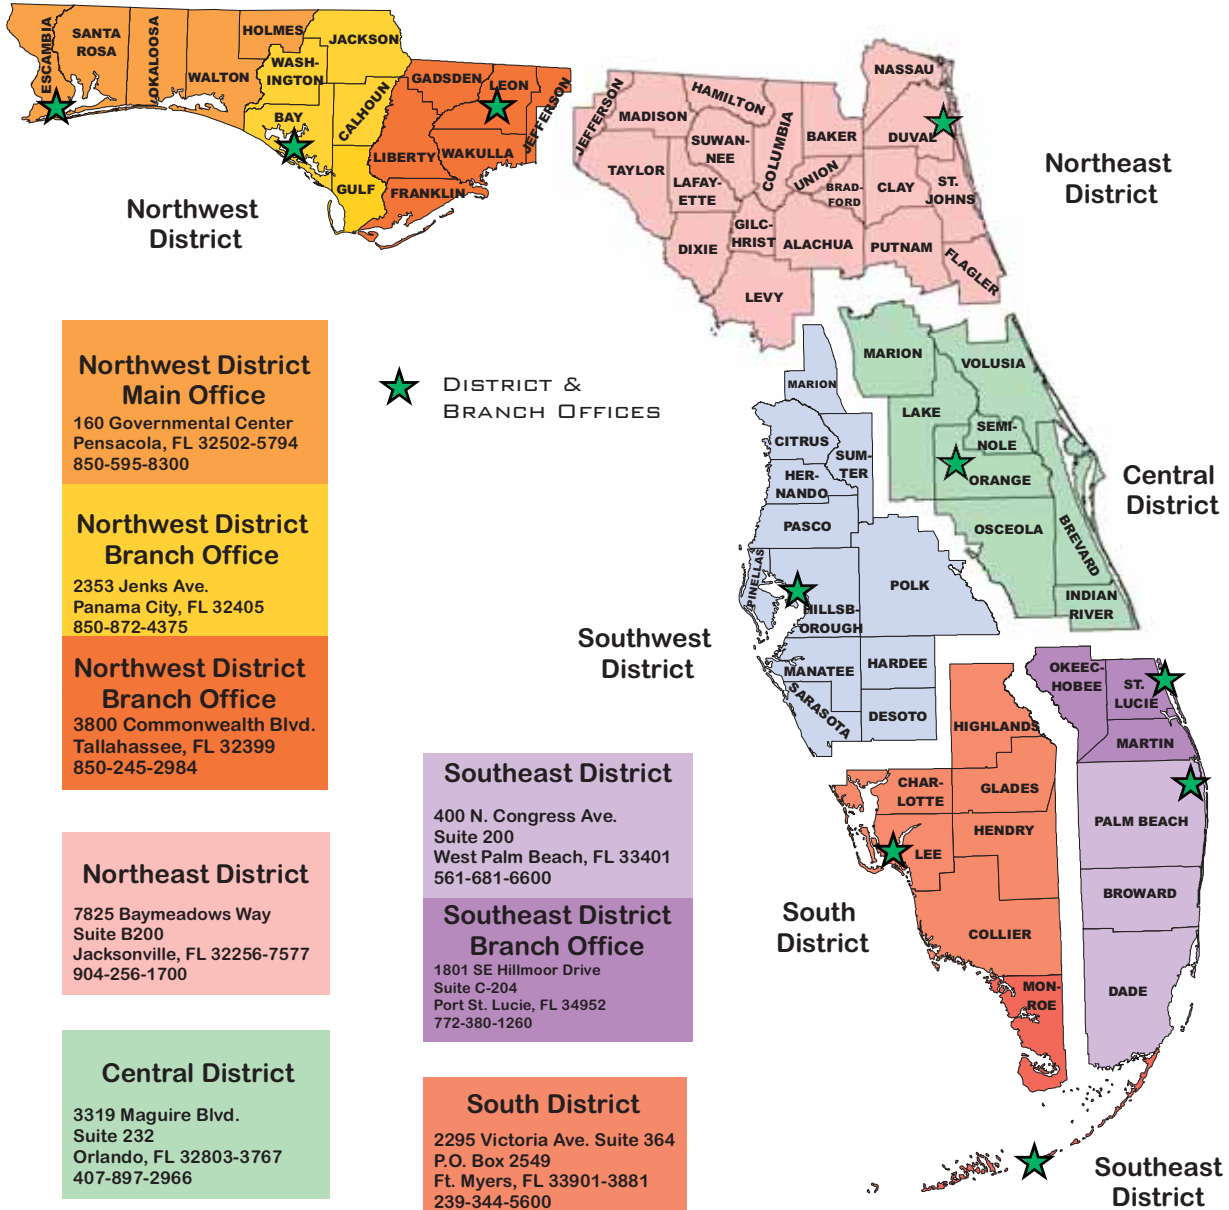 ESCAMBIA
SANTA
ROSA
OKALOOSA
WALTON
HOLMES
WASH-
INGTON
JACKSON
BAY
CALHOUN
GULF
GADSDEN
LEON
JEFFERSON
LIBERTY
WAKULLA
FRANKLIN
Northwest
District
JEFFERSON
MADISON
HAMILTON
TAYLOR
SUWAN-
NEE
LAFAY-
ETTE
COLUMBIA
BAKER
NASSAU
DUVAL
UNION
BRAD-
FORD
CLAY
ST.
JOHNS
DIXIE
GILC-
HRIST
ALACHUA
PUTNAM
FLAGLER
LEVY
Northeast
District
Northwest District
Main Office
160 Governmental Center
Pensacola, FL 32502-5794
850-595-8300
Northwest District
Branch Office
2353 Jenks Ave.
Panama City, FL 32405
850-872-4375
Northwest District
Branch Office
3800 Commonwealth Blvd.
Tallahassee, FL 32399
850-245-2984
Northeast District
7825 Baymeadows Way
Suite B200
Jacksonville, FL 32256-7577
904-256-1700
Central District
3319 Maguire Blvd.
Suite 232
Orlando, FL 32803-3767
407-897-2966
DISTRICT &
BRANCH OFFICES
MARION
CITRUS
SUM-
TER
HER-
NANDO
PASCO
PINELLAS
HILLSB-
OROUGH
POLK
MANATEE
HARDEE
SARASOTA
DESOTO
Southwest
District
MARION
VOLUSIA
LAKE
SEMI-
NOLE
ORANGE
OSCEOLA
BREVARD
INDIAN
RIVER
Central
District
Southeast District
400 N. Congress Ave.
Suite 200
West Palm Beach, FL 33401
561-681-6600
Southeast District
Branch Office
1801 SE Hillmoor Drive
Suite C-204
Port St. Lucie, FL 34952
772-380-1260
South District
2295 Victoria Ave. Suite 364
P.O. Box 2549
Ft. Myers, FL 33901-3881
239-344-5600
HIGHLANDS
CHAR-
LOTTE
GLADES
LEE
HENDRY
COLLIER
MON-
ROE
South
District
OKEEC-
HOBEE
ST.
LUCIE
MARTIN
PALM BEACH
BROWARD
DADE
Southeast
District